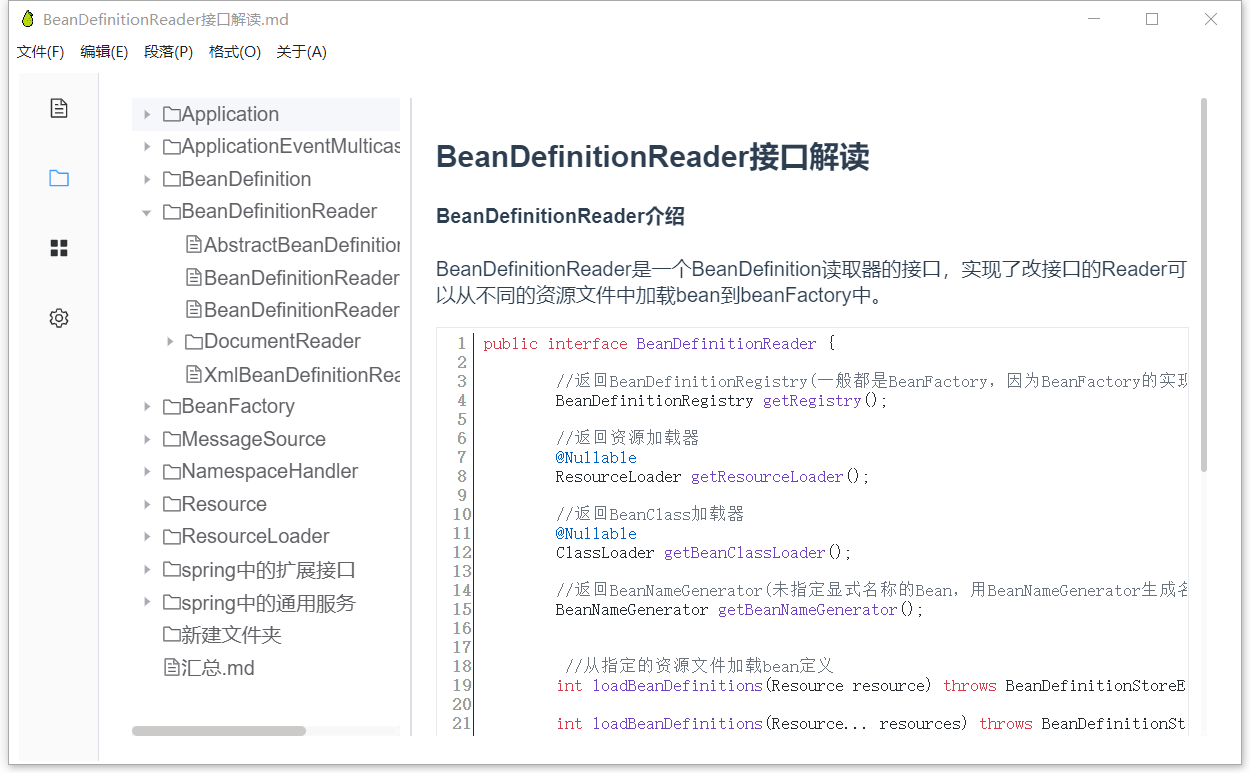 BeanDefinitionReader接口解读.md
文件(F) 编辑(E) 段落(P) 格式(O) 关于(A)
Application
ApplicationEventMulticas
BeanDefinition
BeanDefinitionReader
AbstractBeanDefinition
BeanDefinitionReader
BeanDefinitionReader
DocumentReader
XmlBeanDefinitionRea
BeanFactory
MessageSource
NamespaceHandler
Resource
ResourceLoader
spring中的扩展接口
spring中的通用服务
新建文件夹
汇总.md
BeanDefinitionReader接口解读
BeanDefinitionReader介绍
BeanDefinitionReader是一个BeanDefinition读取器的接口，实现了改接口的Reader可
以从不同的资源文件中加载bean到beanFactory中。
1 public interface BeanDefinitionReader {
2
3 //返回BeanDefinitionRegistry(一般都是BeanFactory，因为BeanFactory的实现
4 BeanDefinitionRegistry getRegistry();
5
6 //返回资源加载器
7 @Nullable
8 ResourceLoader getResourceLoader();
9
10 //返回BeanClass加载器
11 @Nullable
12 ClassLoader getBeanClassLoader();
13
14 //返回BeanNameGenerator(未指定显式名称的Bean，用BeanNameGenerator生成名
15 BeanNameGenerator getBeanNameGenerator();
16
17
18 //从指定的资源文件加载bean定义
19 int loadBeanDefinitions(Resource resource) throws BeanDefinitionStoreE
20
21 int loadBeanDefinitions(Resource... resources) throws BeanDefinitionSt